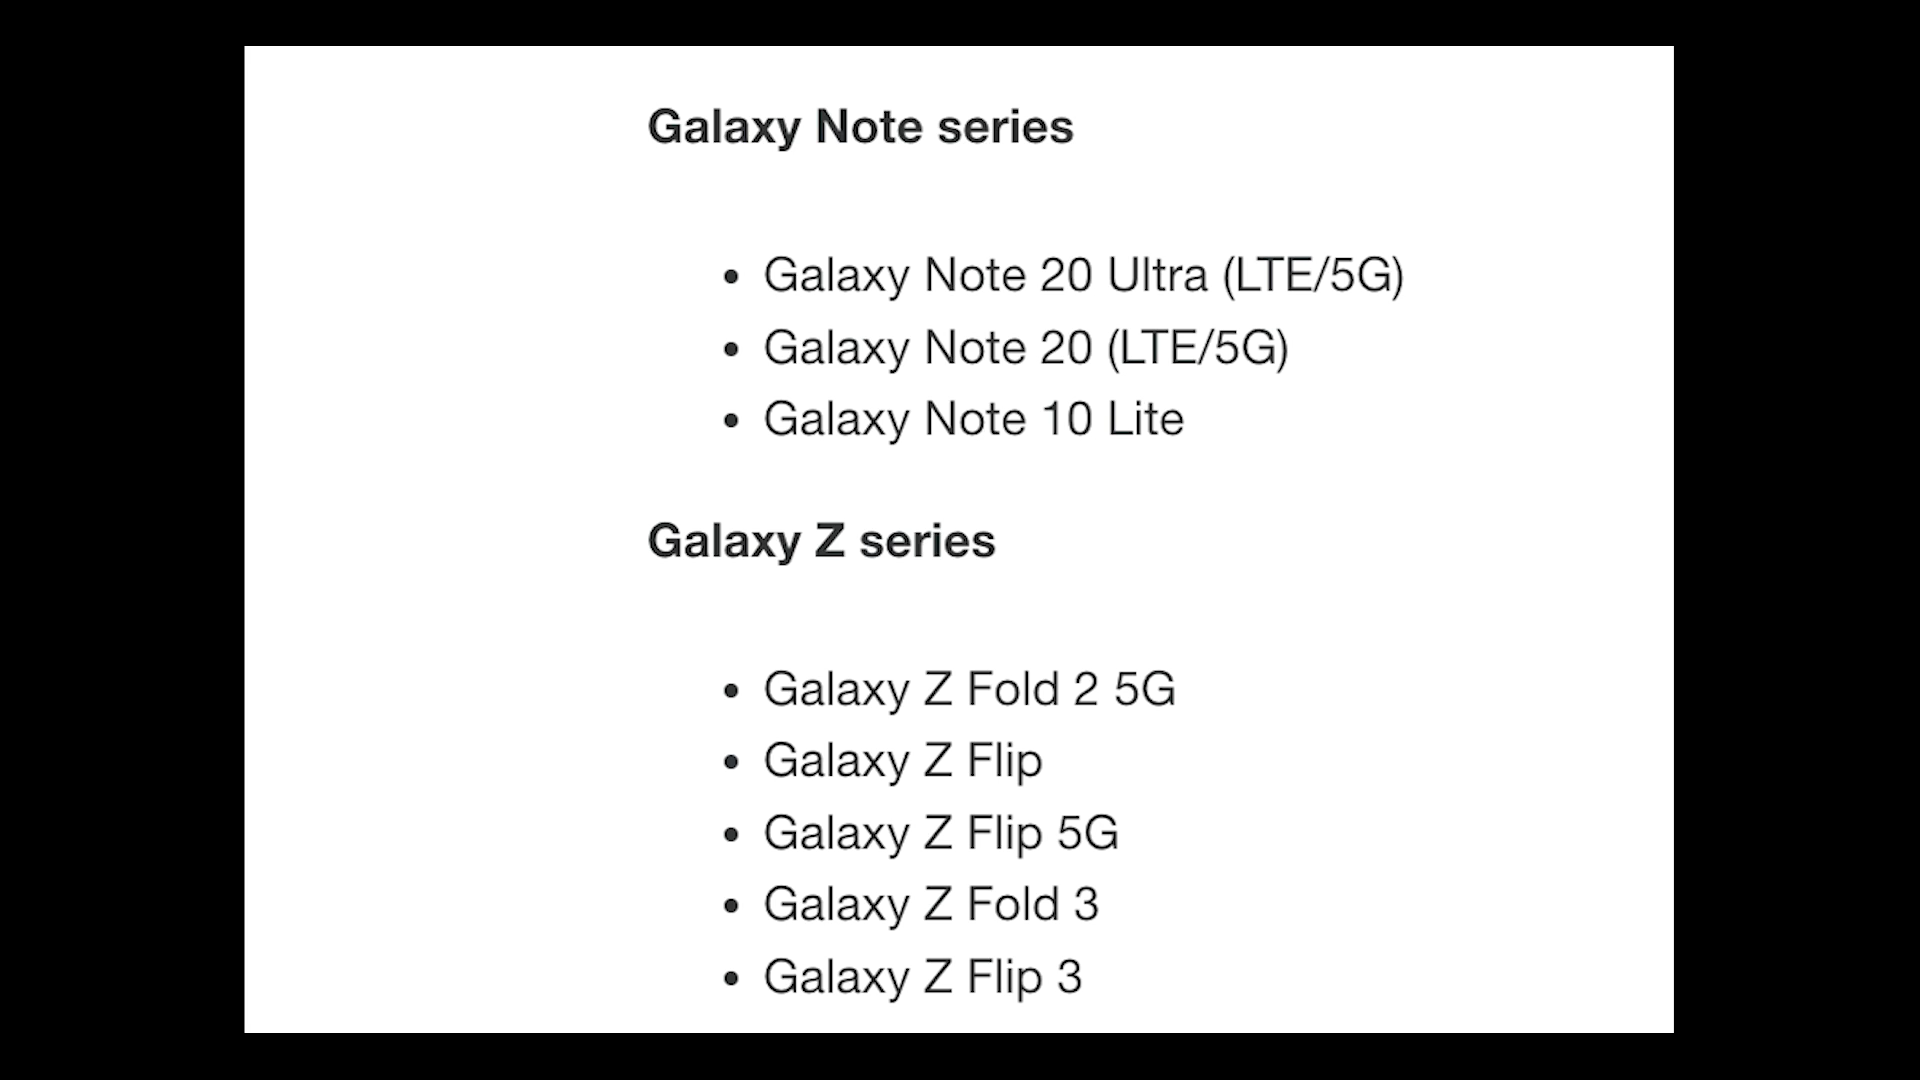 Galaxy Note series
• Galaxy Note 20 Ultra (LTE/5G)
• Galaxy Note 20 (LTE/5G)
• Galaxy Note 10 Lite
Galaxy Z series
• Galaxy Z Fold 2 5G
• Galaxy Z Flip
• Galaxy Z Flip 5G
• Galaxy Z Fold 3
• Galaxy Z Flip 3